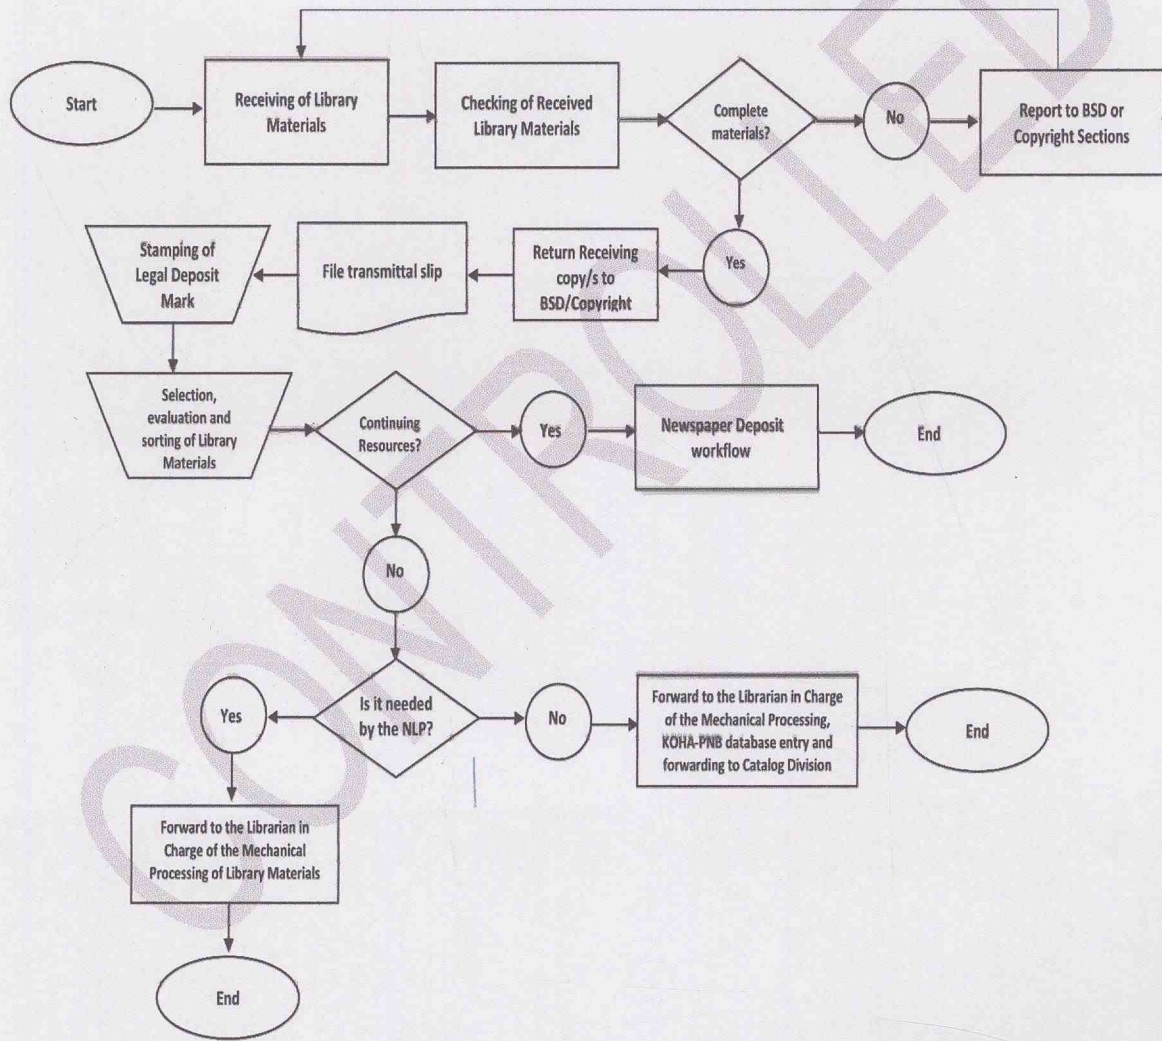 Start
Receiving of Library
Materials
Checking of Received
Library Materials
Complete
materials?
No
Report to BSD or
Copyright Sections
Stamping of
Legal Deposit
Mark
File transmittal slip
Return Receiving
copy/s to
BSD/Copyright
Yes
Selection,
evaluation and
sorting of Library
Materials
Continuing
Resources?
Yes
Newspaper Deposit
workflow
End
No
Yes
Is it needed
by the NLP?
No
Forward to the Librarian in Charge
of the Mechanical Processing,
KOHA-PNB database entry and
forwarding to Catalog Division
End
Forward to the Librarian in
Charge of the Mechanical
Processing of Library Materials
End
CONTROLLED